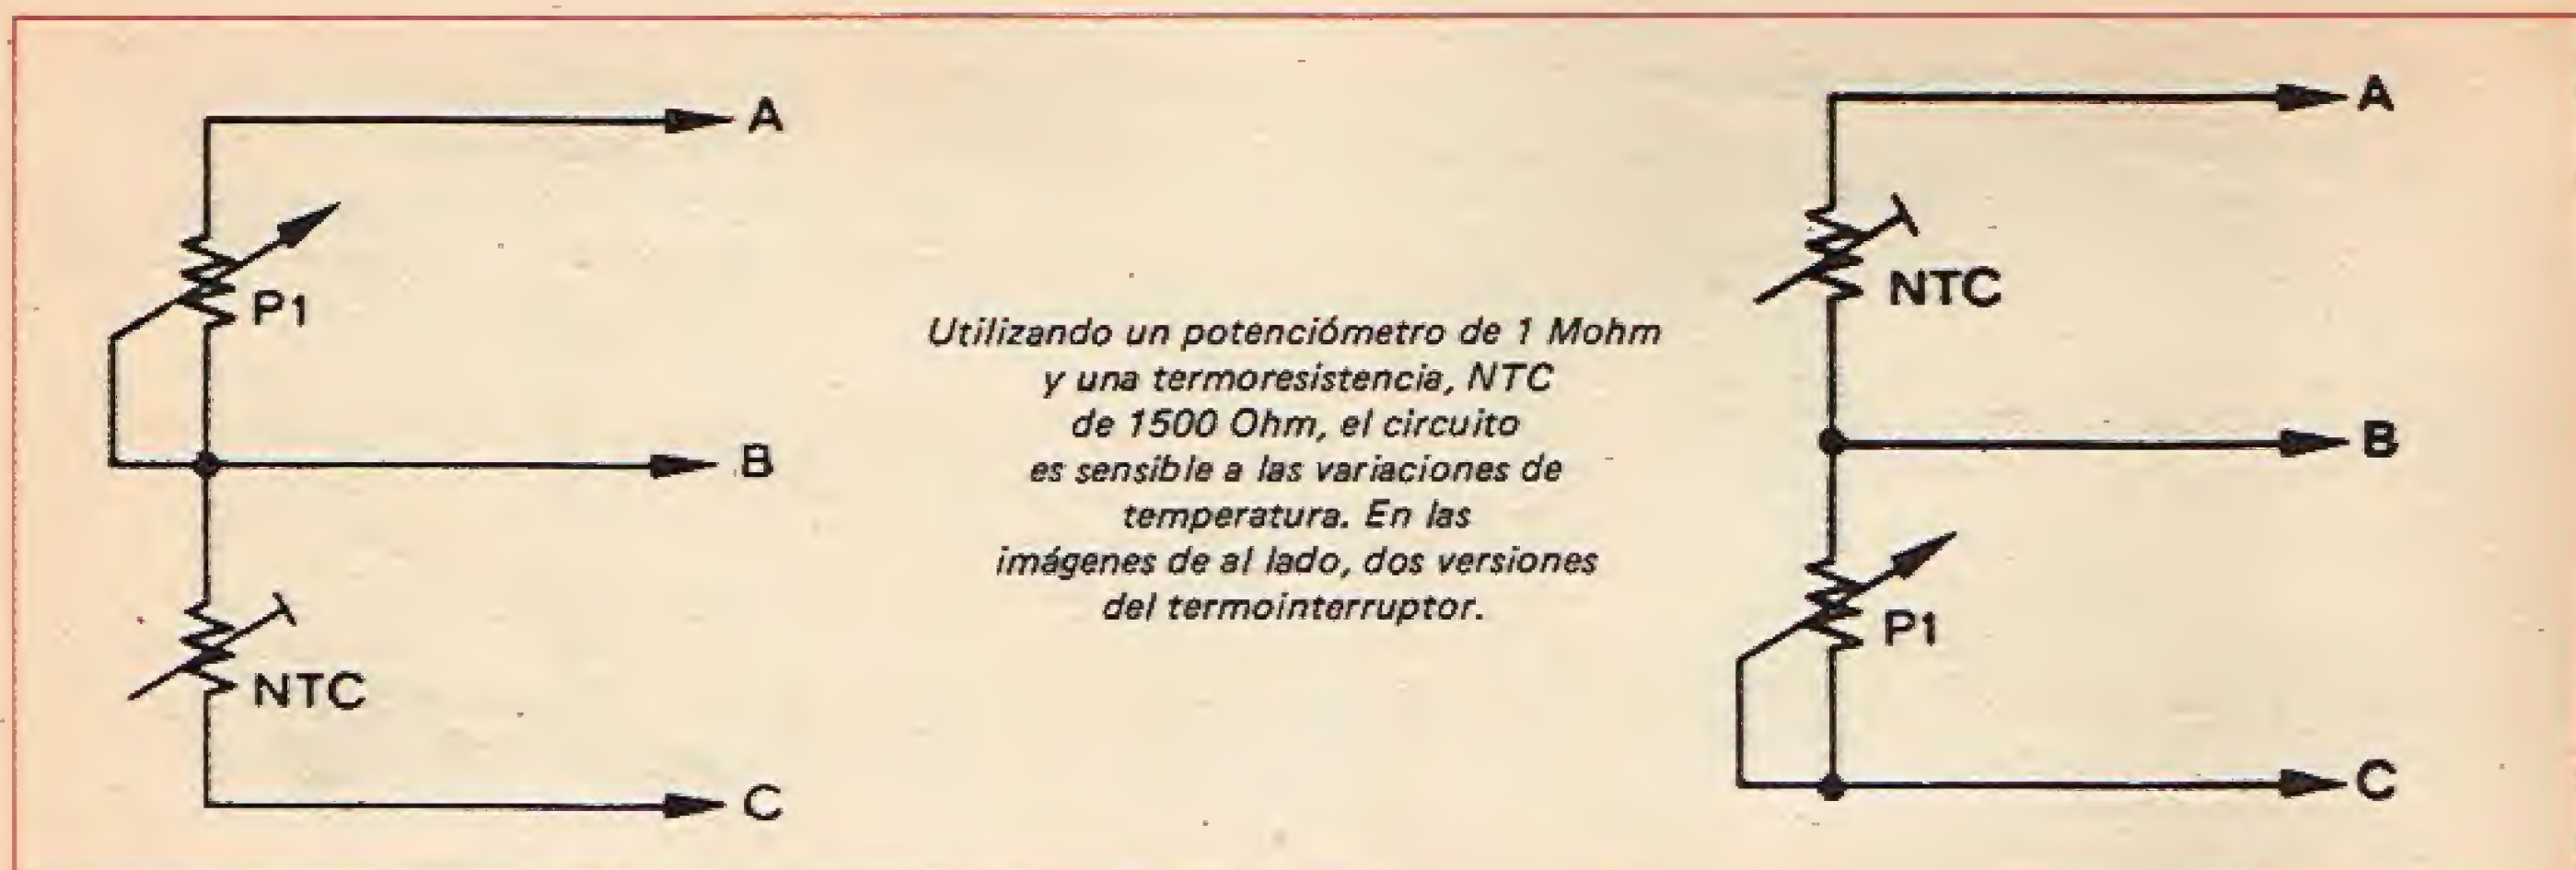 A
P1
B
NTC
C
Utilizando un potenciómetro de 1 Mohm
y una termoresistencia, NTC
de 1500 Ohm, el circuito
es sensible a las variaciones de
temperatura. En las
imágenes de al lado, dos versiones
del termointerruptor.
A
NTC
B
P1
C